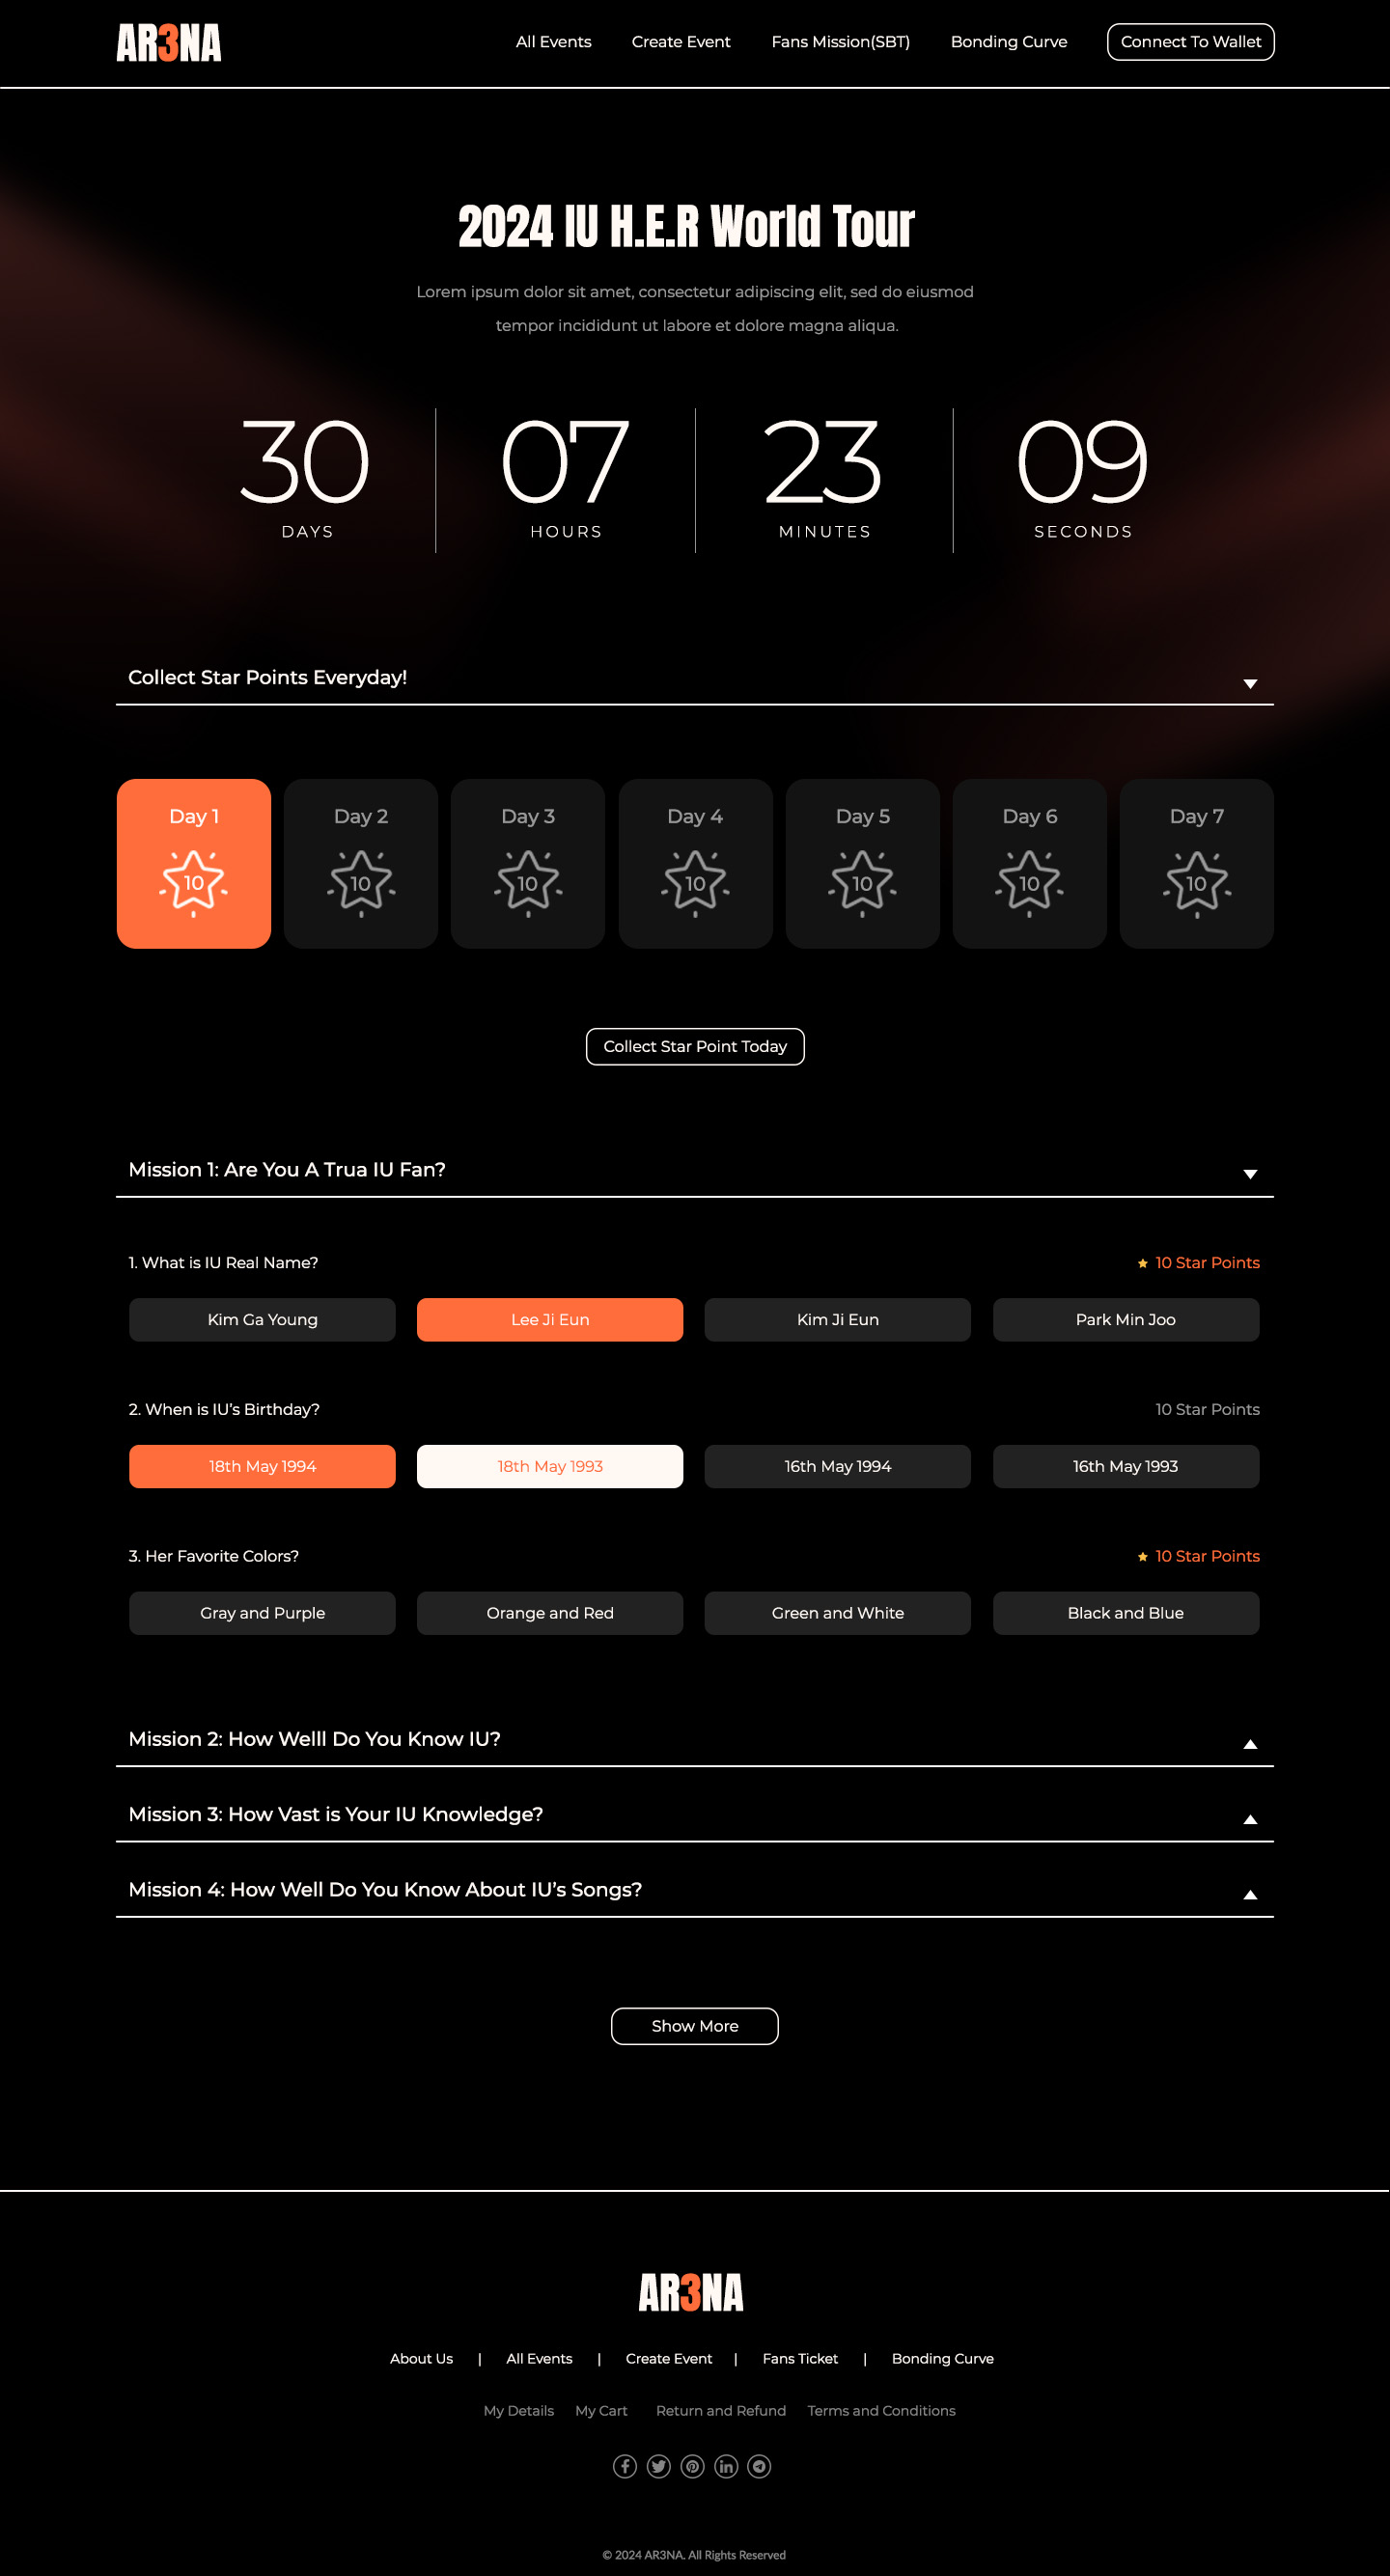 AR3NA
All Events
Create Event
Fans Mission(SBT)
Bonding Curve
Connect To Wallet
2024 IU H.E.R World Tour
Lorem ipsum dolor sit amet, consectetur adipiscing elit, sed do eiusmod
tempor incididunt ut labore et dolore magna aliqua.
30
DAYS
07
HOURS
23
MINUTES
09
SECONDS
Collect Star Points Everyday!
Day 1
10
Day 2
10
Day 3
10
Day 4
10
Day 5
10
Day 6
10
Day 7
10
Collect Star Point Today
Mission 1: Are You A Trua IU Fan?
1. What is IU Real Name?
10 Star Points
Kim Ga Young
Lee Ji Eun
Kim Ji Eun
Park Min Joo
2. When is IU’s Birthday?
10 Star Points
18th May 1994
18th May 1993
16th May 1994
16th May 1993
3. Her Favorite Colors?
10 Star Points
Gray and Purple
Orange and Red
Green and White
Black and Blue
Mission 2: How Welll Do You Know IU?
Mission 3: How Vast is Your IU Knowledge?
Mission 4: How Well Do You Know About IU’s Songs?
Show More
AR3NA
About Us | All Events | Create Event | Fans Ticket | Bonding Curve
My Details My Cart Return and Refund Terms and Conditions
© 2024 AR3NA. All Rights Reserved